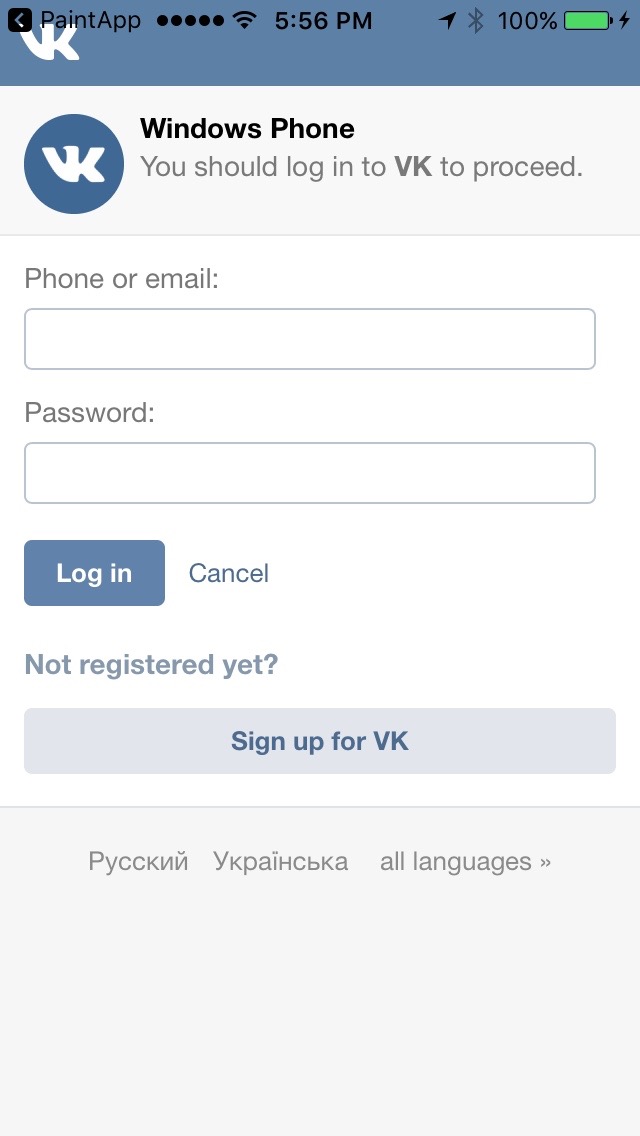 PaintApp 5:56 PM 100%
Windows Phone
You should log in to VK to proceed.
Phone or email:
Password:
Log in Cancel
Not registered yet?
Sign up for VK
Русский Українська all languages »